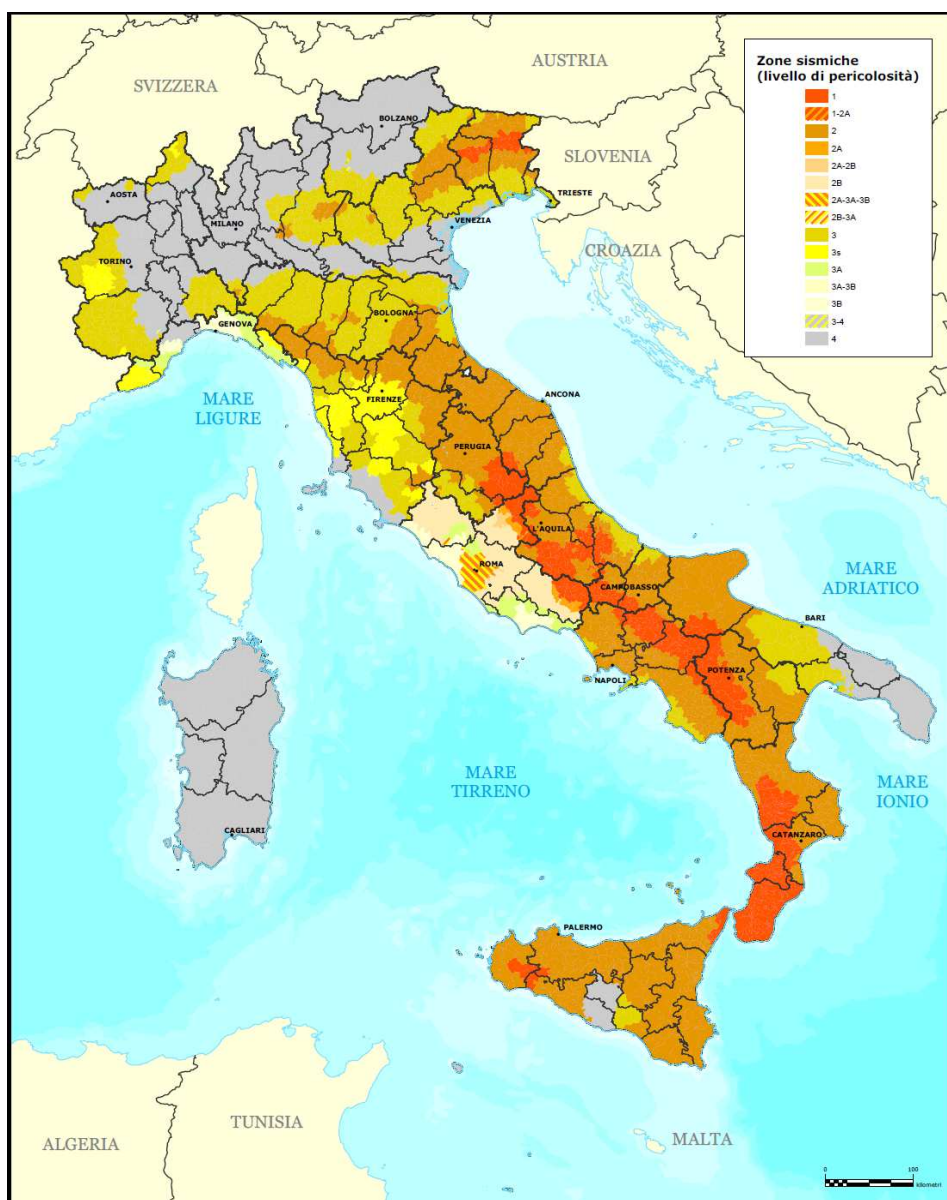 AUSTRIA
SVIZZERA
BOLZANO
SLOVENIA
AOSTA
MILANO
TRIESTE
VENEZIA
TORINO
CROAZIA
BOLOGNA
GENOVA
FIRENZE
ANCONA
MARE
LIGURE
PERUGIA
L'AQUILA
ROMA
CAMPOBASSO
MARE
ADRIATICO
BARI
NAPOLI
POTENZA
MARE
TIRRENO
MARE
IONIO
CAGLIARI
CATANZARO
PALERMO
TUNISIA
ALGERIA
MALTA
Zone sismiche
(livello di pericolosità)
1
1-2A
2
2A
2A-2B
2B
2A-3A-3B
2B-3A
3
3s
3A
3A-3B
3B
3-4
4
0 100
kilometri